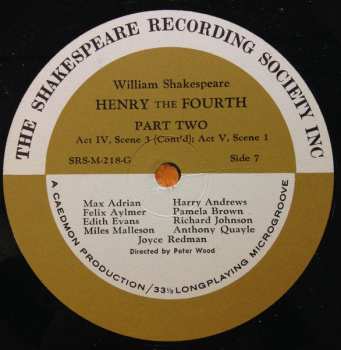 THE SHAKESPEARE RECORDING SOCIETY INC
William Shakespeare
HENRY THE FOURTH
PART TWO
Act IV, Scene 3 (Cont'd); Act V, Scene 1
SRS-M-218-G Side 7
Max Adrian Harry Andrews
Felix Aylmer Pamela Brown
Edith Evans Richard Johnson
Miles Malleson Anthony Quayle
Joyce Redman
Directed by Peter Wood
A CAEDMON PRODUCTION / 33⅓ LONGPLAYING MICROGROOVE